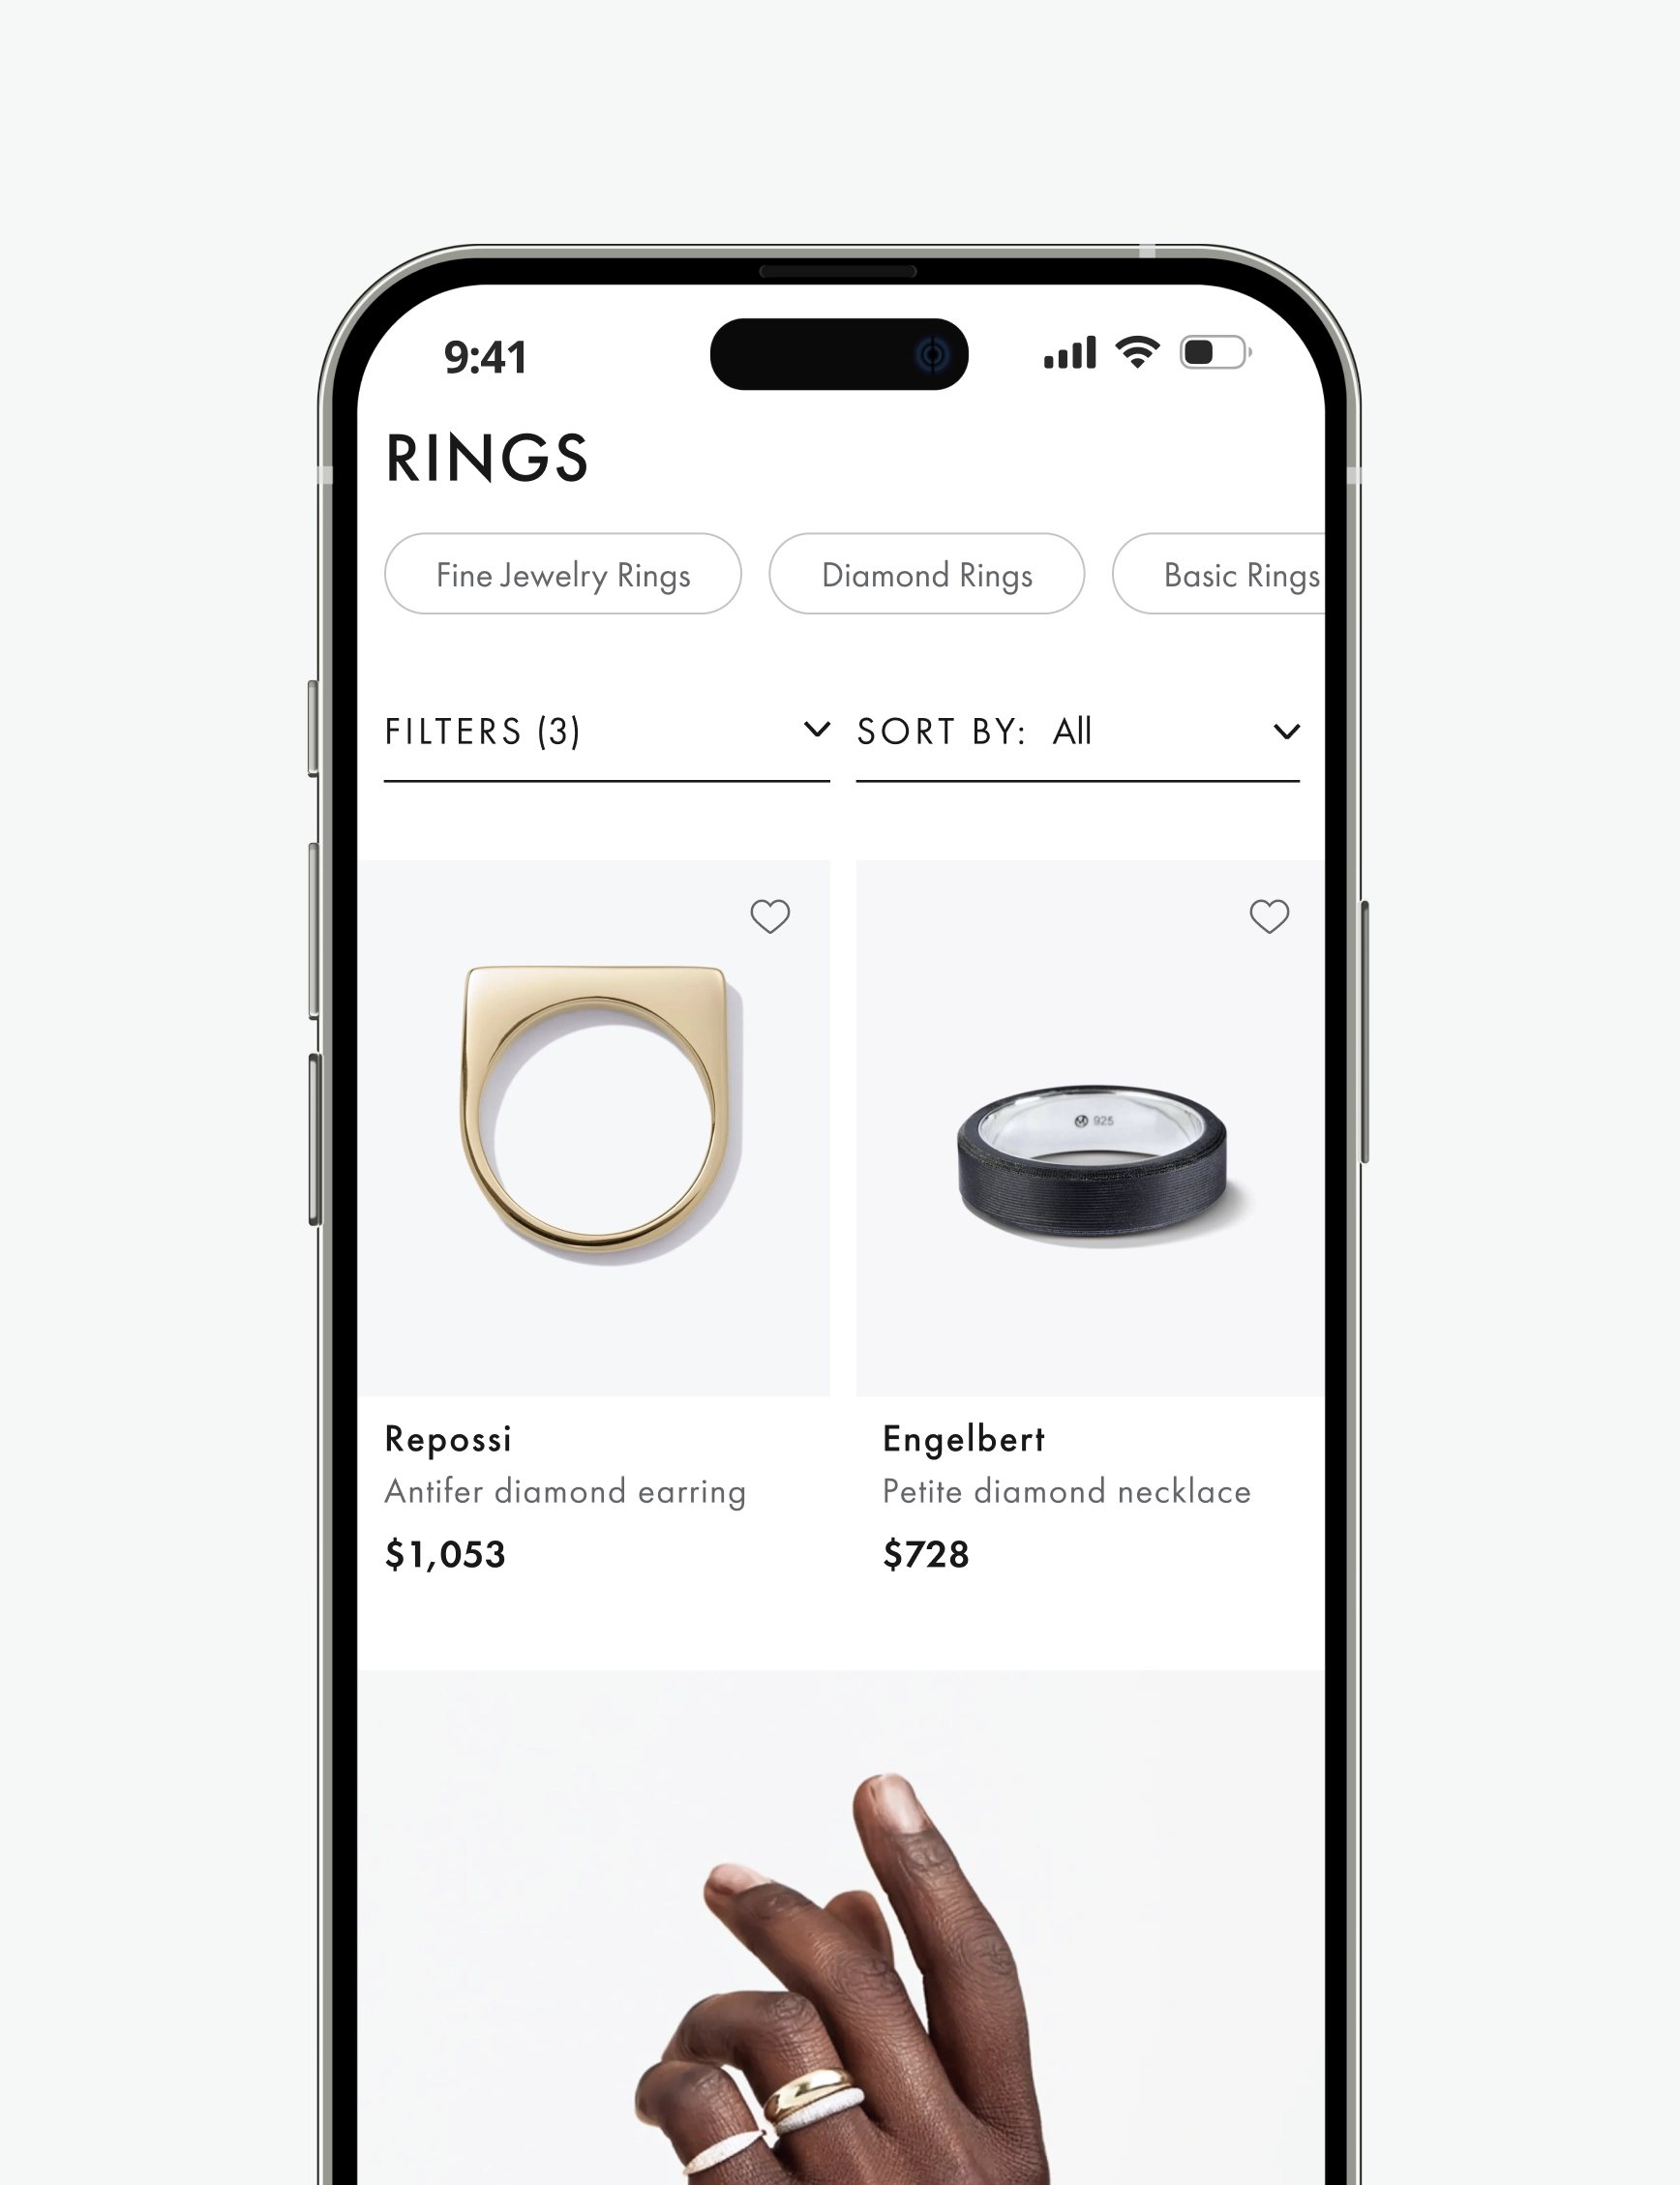 9:41
RINGS
Fine Jewelry Rings
Diamond Rings
Basic Rings
FILTERS (3)
SORT BY: All
925
Repossi
Antifer diamond earring
$1,053
Engelbert
Petite diamond necklace
$728